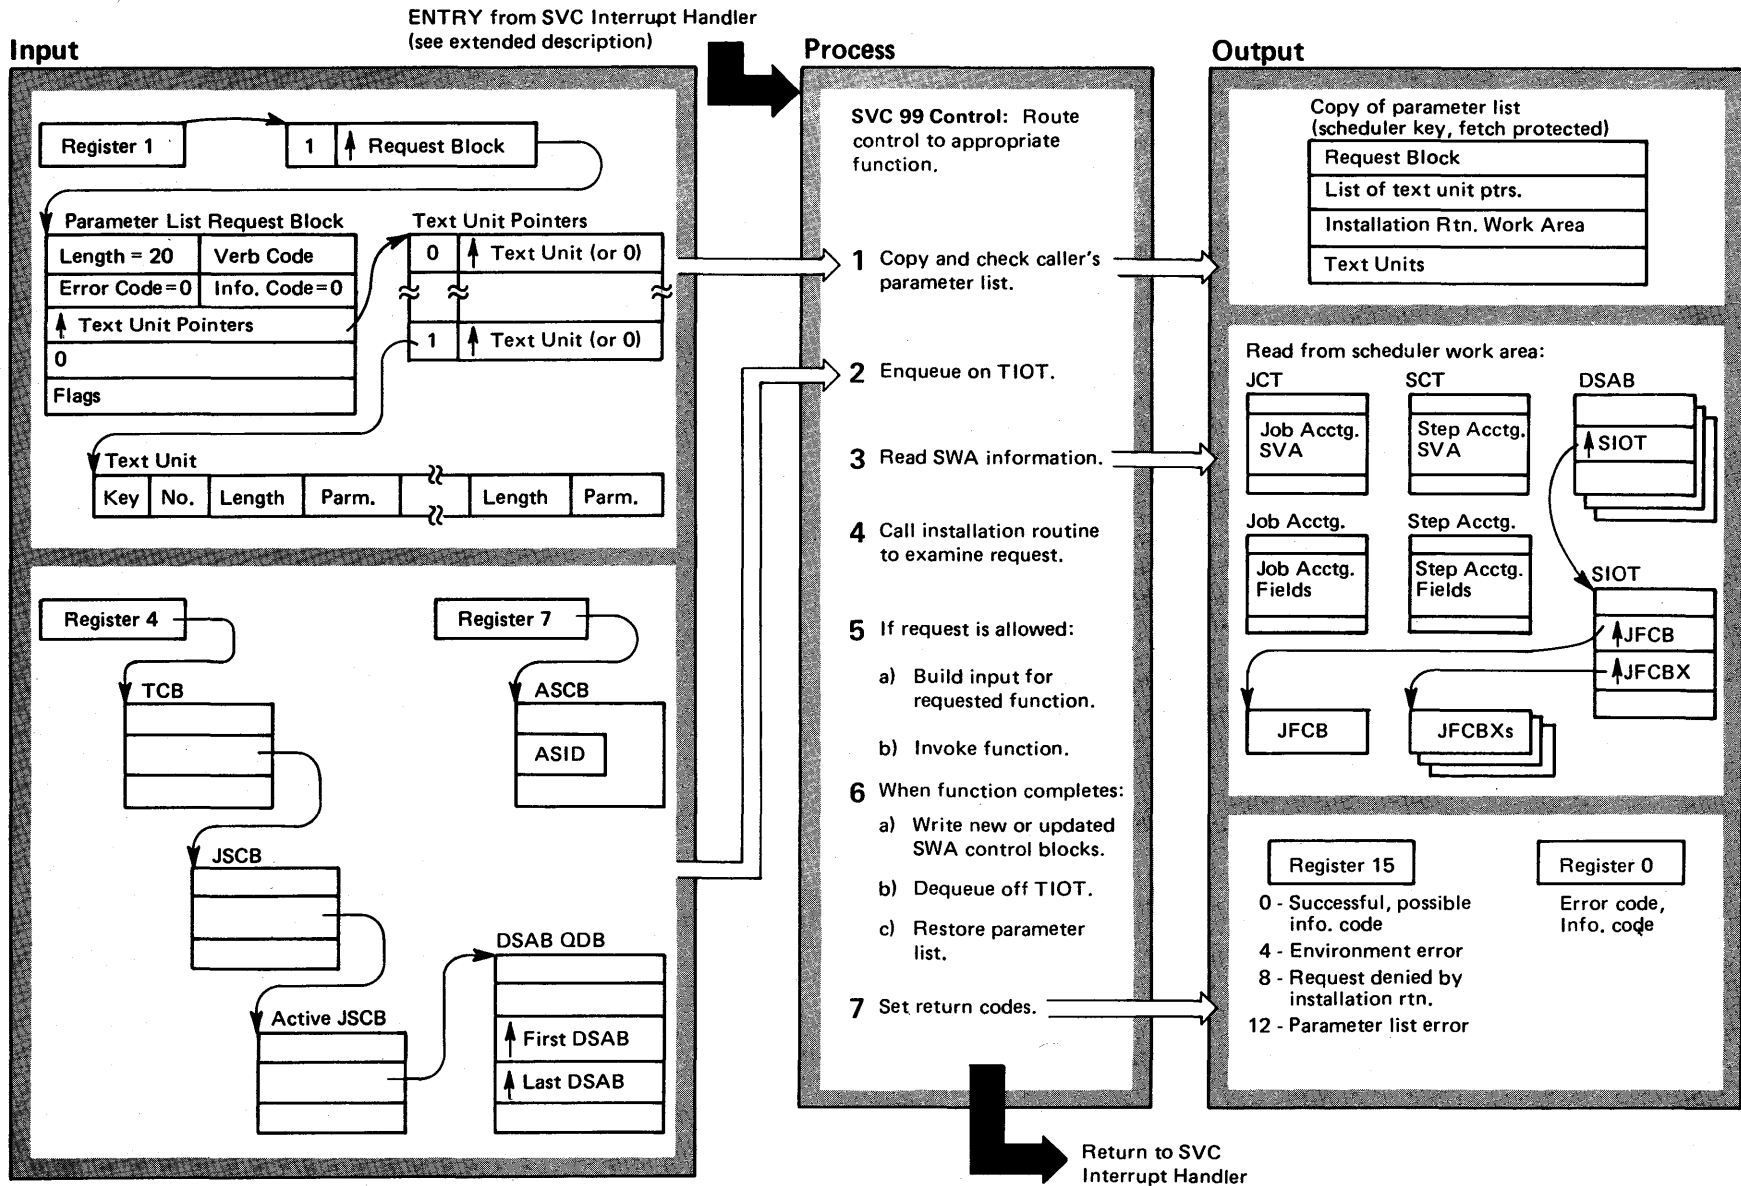 ENTRY from SVC Interrupt Handler
(see extended description)
Input
Process
Output
Register 1
1
Request Block
Parameter List Request Block
Length = 20
Verb Code
Error Code=0
Info. Code=0
Text Unit Pointers
0
Flags
Text Unit Pointers
0
Text Unit (or 0)
1
Text Unit (or 0)
Text Unit
Key
No.
Length
Parm.
Length
Parm.
Register 4
Register 7
TCB
ASCB
ASID
JSCB
Active JSCB
DSAB QDB
First DSAB
Last DSAB
SVC 99 Control: Route
control to appropriate
function.
1 Copy and check caller's
parameter list.
2 Enqueue on TIOT.
3 Read SWA information.
4 Call installation routine
to examine request.
5 If request is allowed:
a) Build input for
requested function.
b) Invoke function.
6 When function completes:
a) Write new or updated
SWA control blocks.
b) Dequeue off TIOT.
c) Restore parameter
list.
7 Set return codes.
Return to SVC
Interrupt Handler
Copy of parameter list
(scheduler key, fetch protected)
Request Block
List of text unit ptrs.
Installation Rtn. Work Area
Text Units
Read from scheduler work area:
JCT
SCT
DSAB
Job Acctg.
SVA
Step Acctg.
SVA
SIOT
Job Acctg.
Step Acctg.
Job Acctg.
Fields
Step Acctg.
Fields
SIOT
JFCB
JFCBX
JFCB
JFCBXs
Register 15
Register 0
0 - Successful, possible
info. code
4 - Environment error
8 - Request denied by
installation rtn.
12 - Parameter list error
Error code,
Info. code